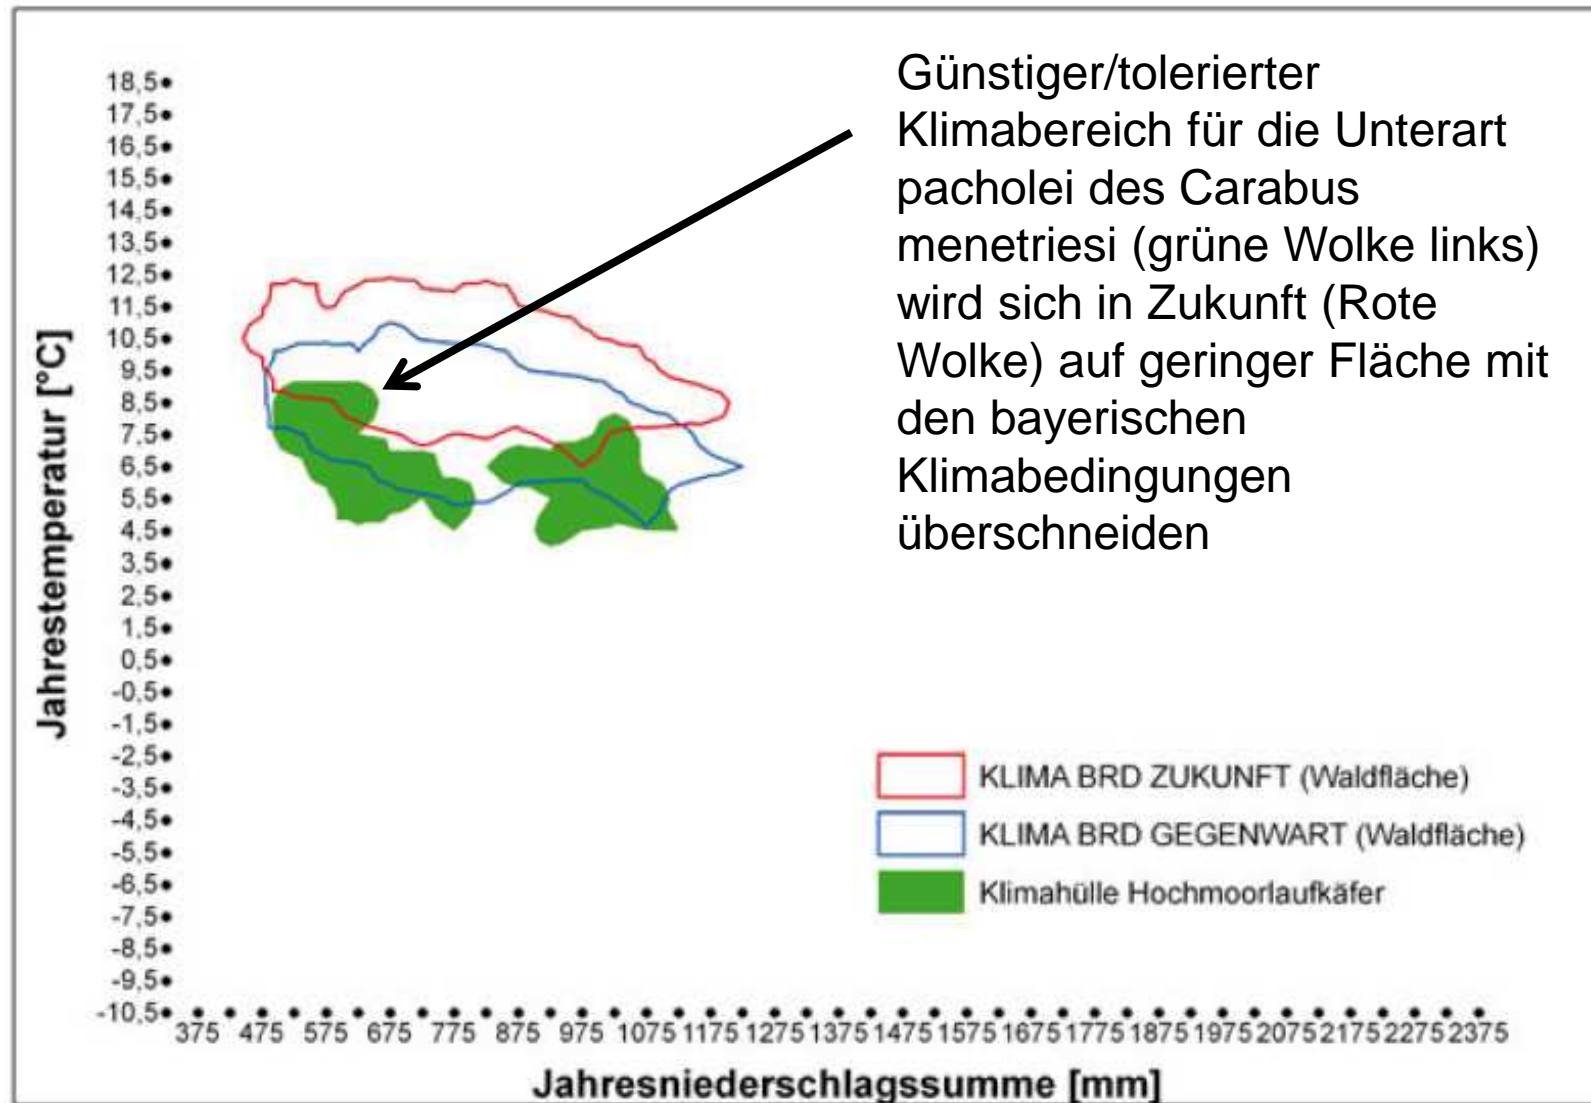 Günstiger/tolerierter
Klimabereich für die Unterart
pacholei des Carabus
menetriesi (grüne Wolke links)
wird sich in Zukunft (Rote
Wolke) auf geringer Fläche mit
den bayerischen
Klimabedingungen
überschneiden
Jahrestemperatur [°C]
18,5
17,5
16,5
15,5
14,5
13,5
12,5
11,5
10,5
9,5
8,5
7,5
6,5
5,5
4,5
3,5
2,5
1,5
0,5
-0,5
-1,5
-2,5
-3,5
-4,5
-5,5
-6,5
-7,5
-8,5
-9,5
-10,5
KLIMA BRD ZUKUNFT (Waldfläche)
KLIMA BRD GEGENWART (Waldfläche)
Klimahülle Hochmoorlaufkäfer
375 475 575 675 775 875 975 1075 1175 1275 1375 1475 1575 1675 1775 1875 1975 2075 2175 2275 2375
Jahresniederschlagssumme [mm]